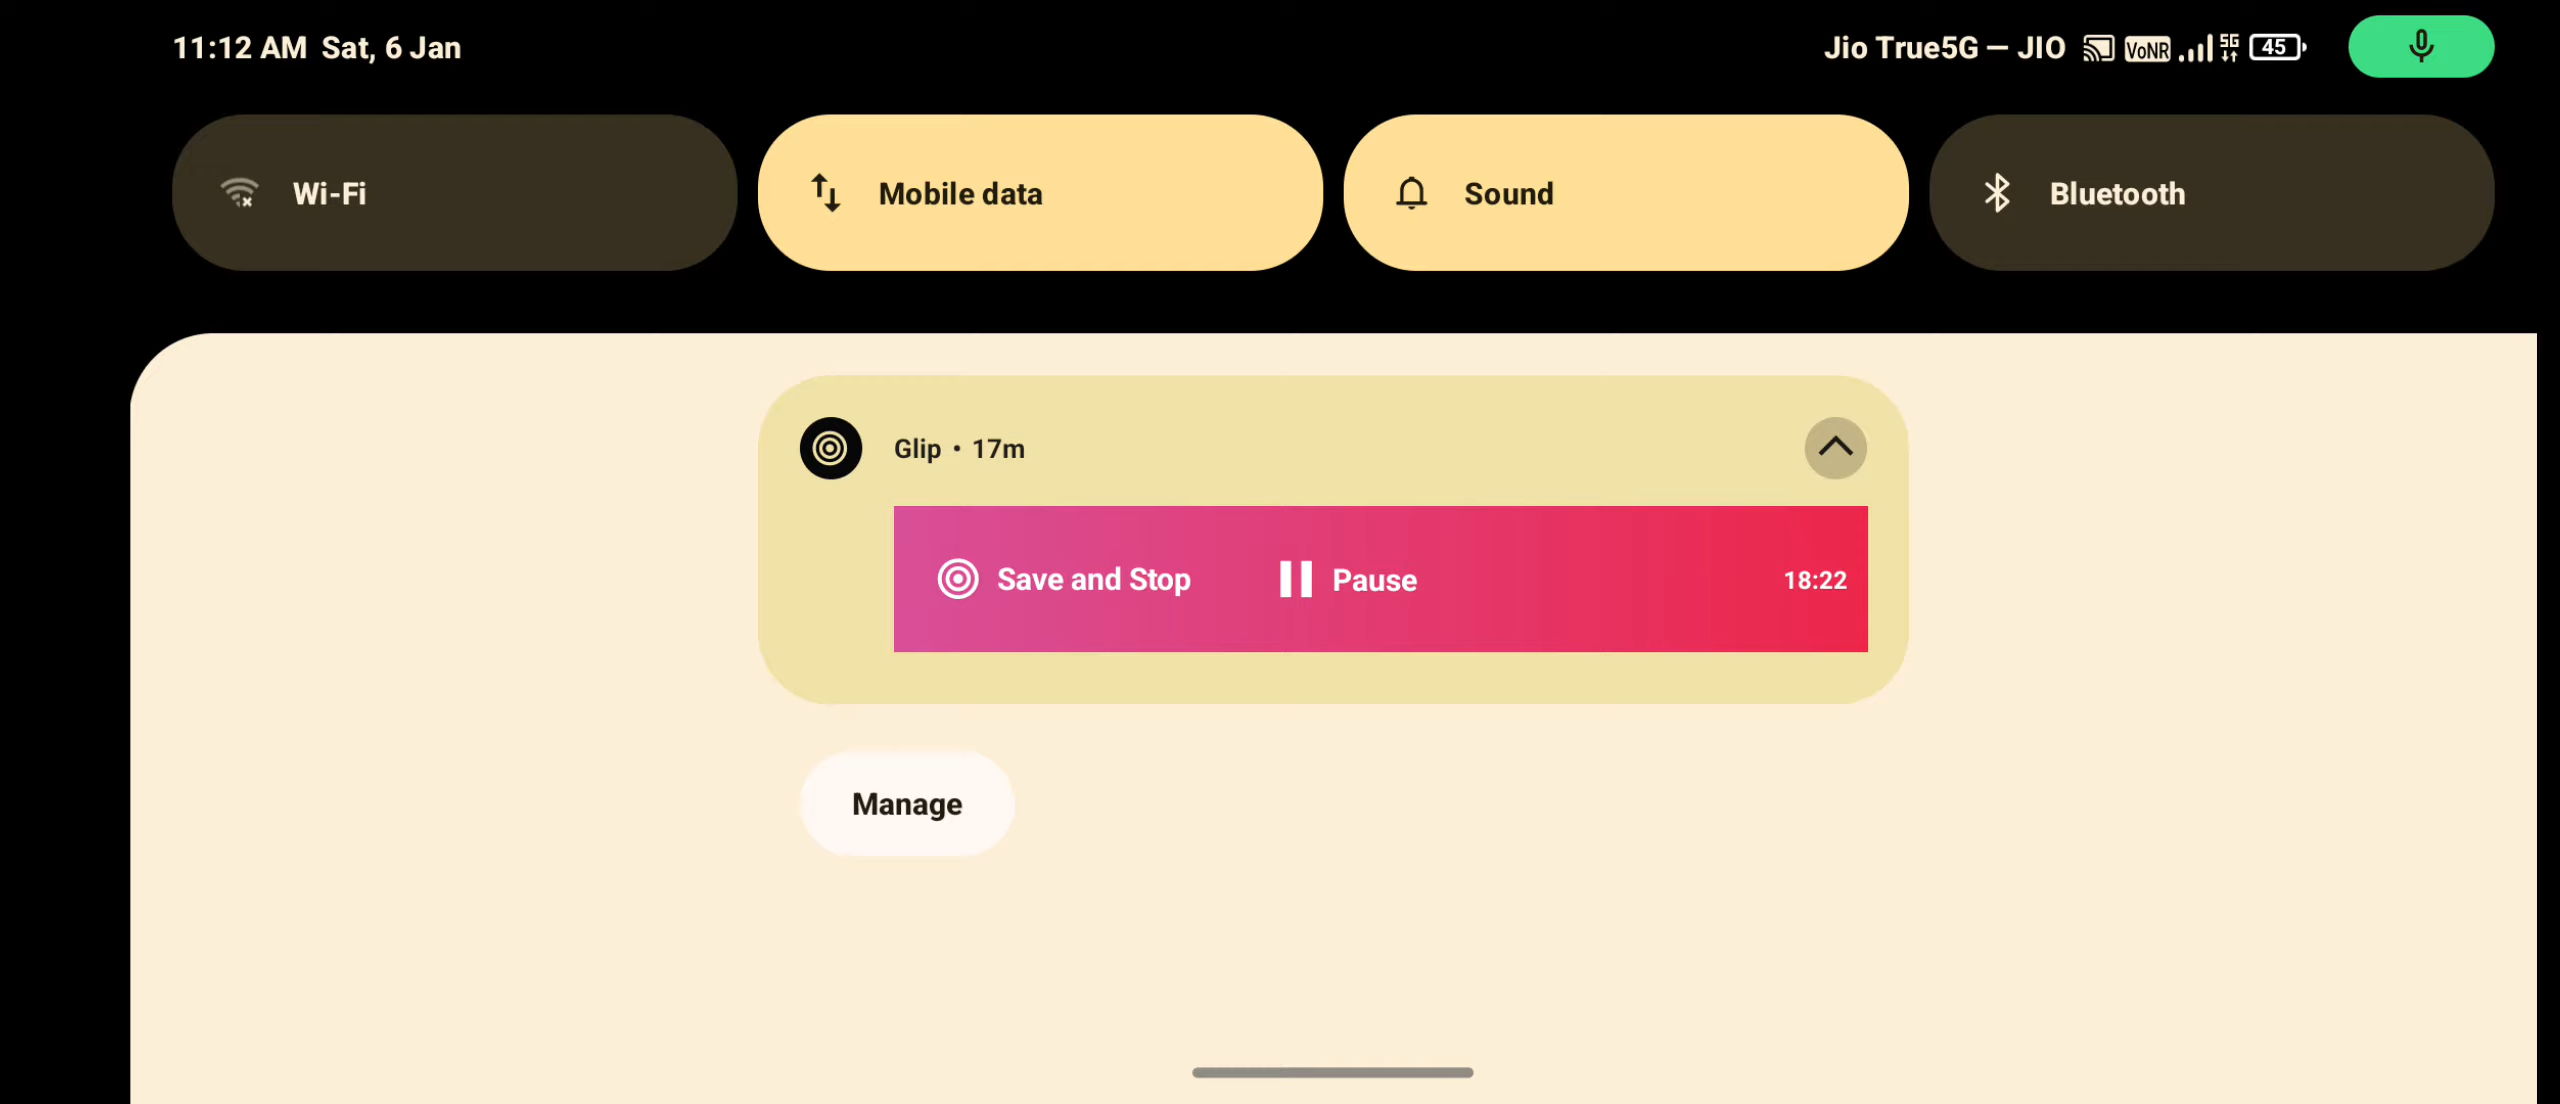 11:12 AM Sat, 6 Jan
Jio True5G — JIO VoNR 5G 45
Wi-Fi
Mobile data
Sound
Bluetooth
Glip • 17m
Save and Stop
Pause
18:22
Manage